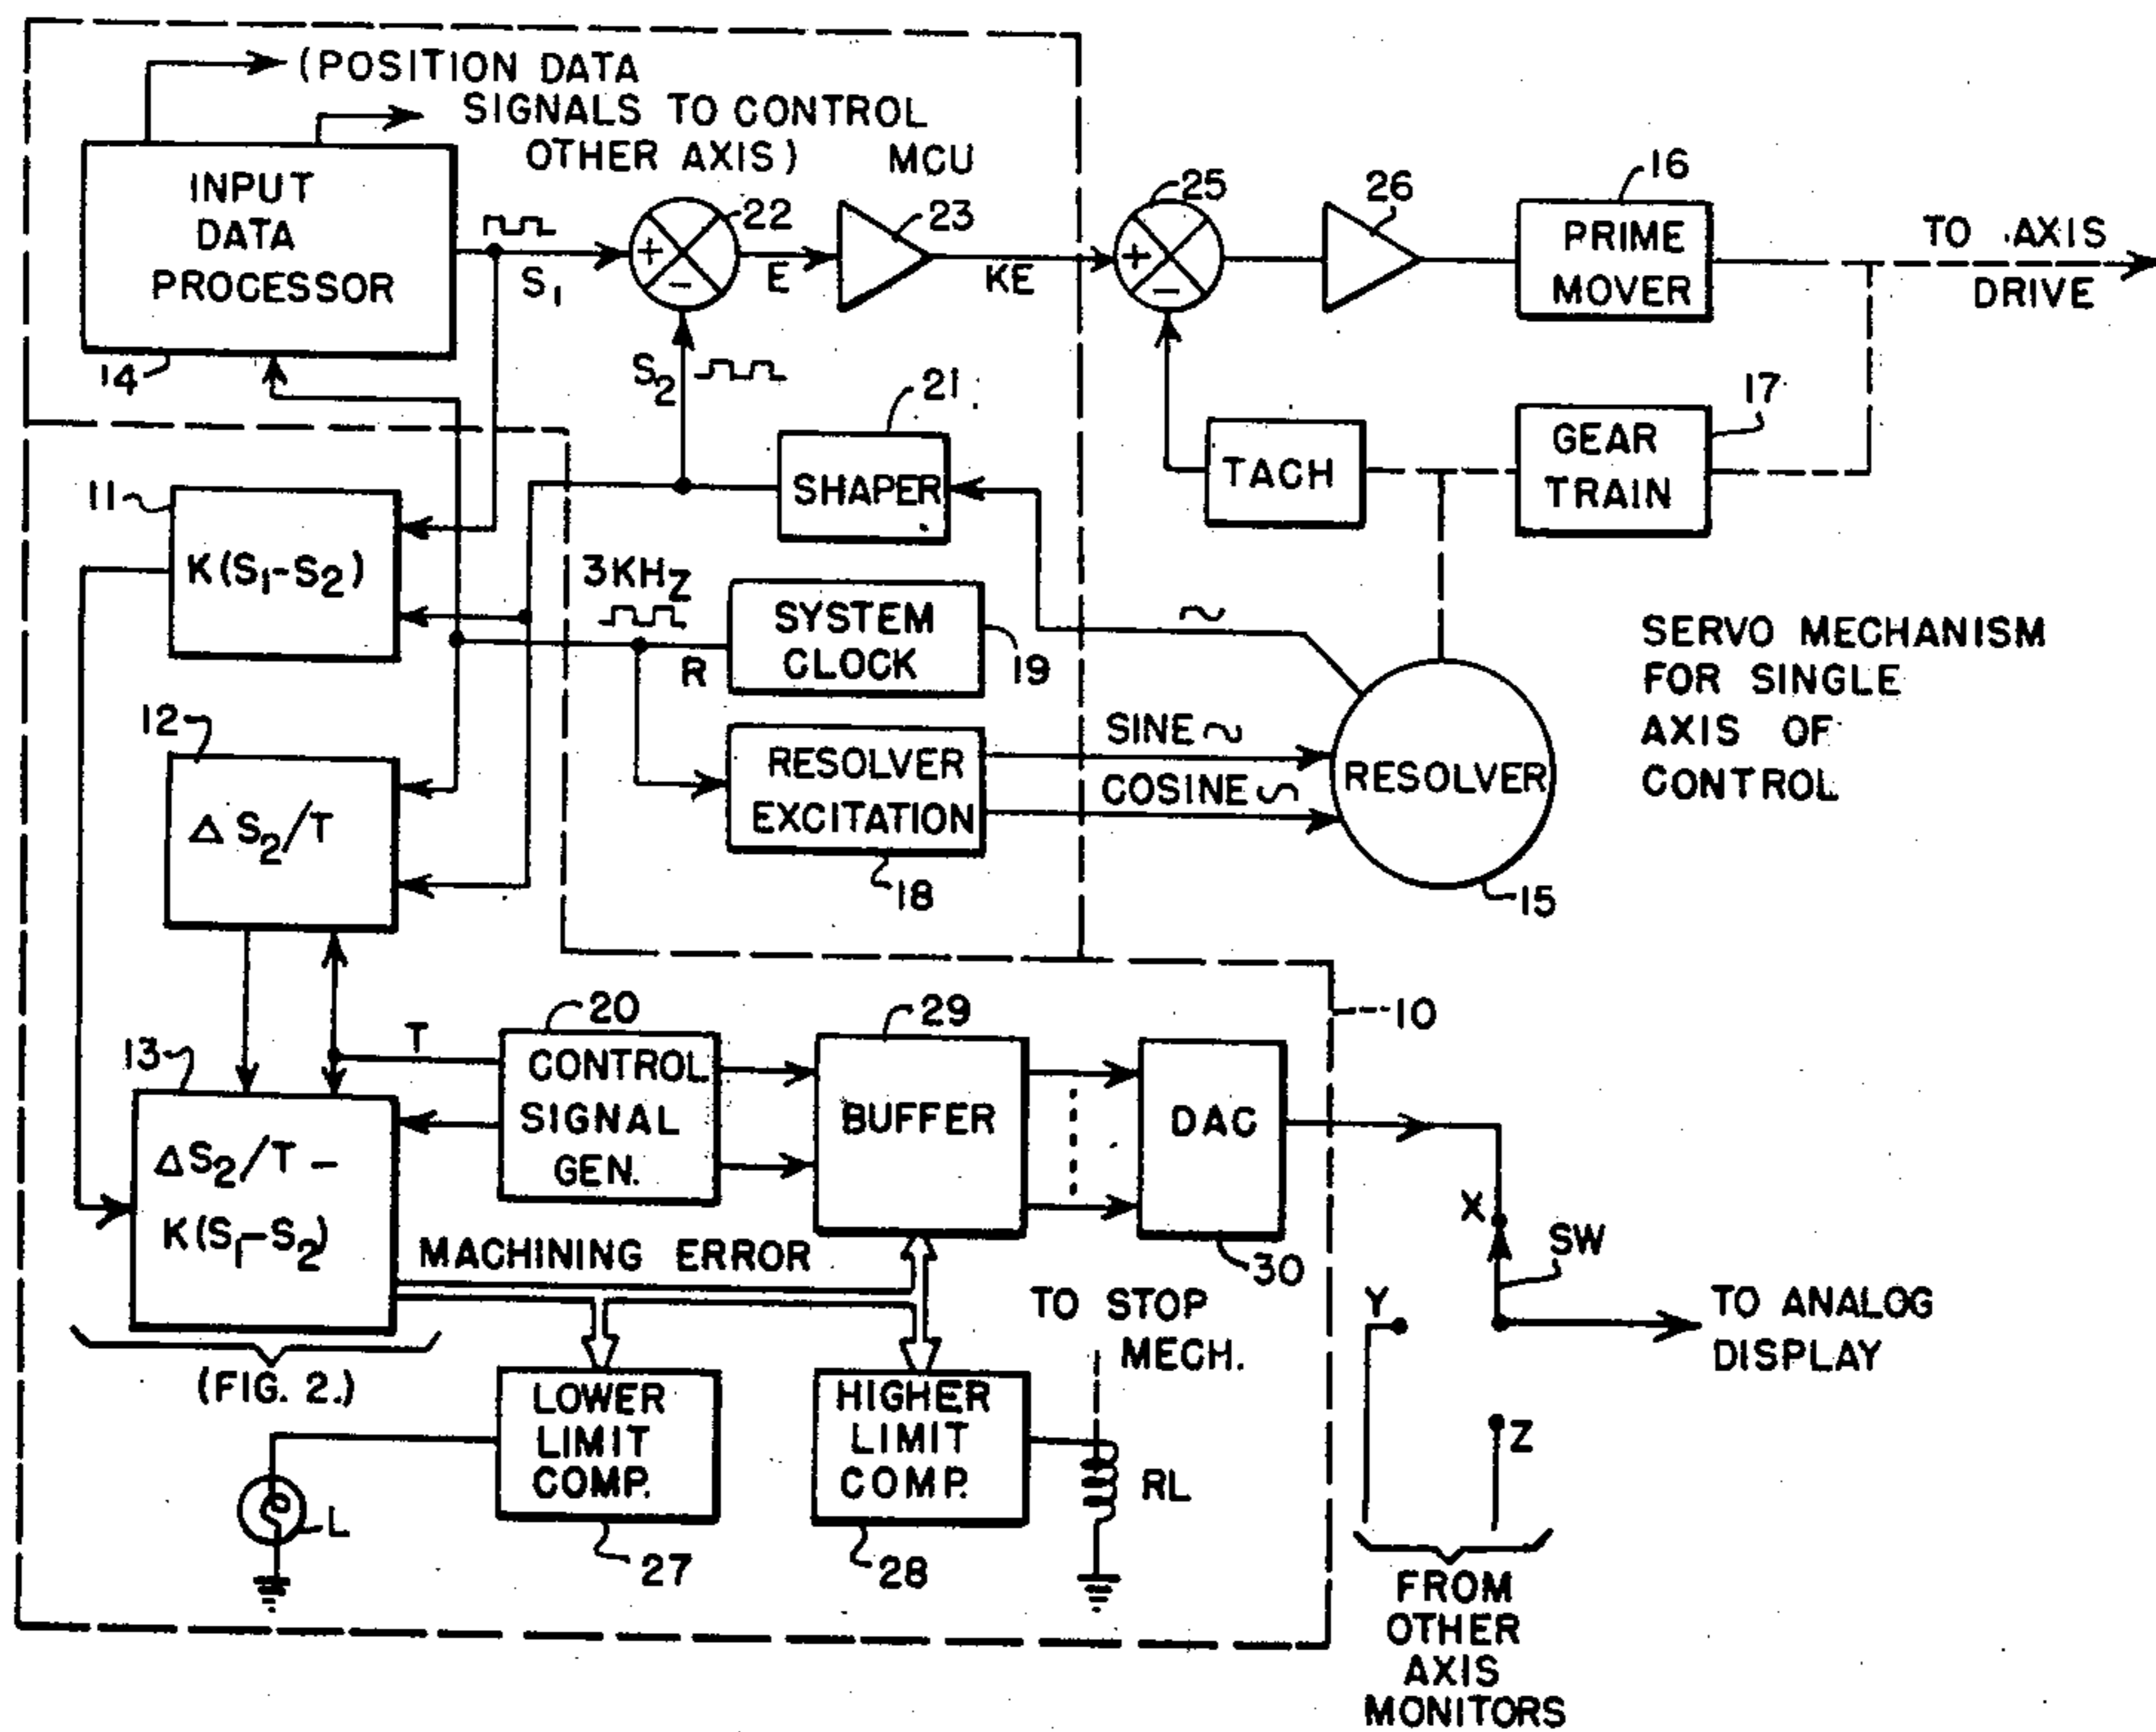 (POSITION DATA
SIGNALS TO CONTROL
OTHER AXIS)
MCU
INPUT
DATA
PROCESSOR
14
S1
+
-
22
E
23
KE
25
+
-
26
16
PRIME
MOVER
TO AXIS
DRIVE
S2
21
SHAPER
TACH
GEAR
TRAIN
17
11
K(S1-S2)
3KHZ
R
SYSTEM
CLOCK
19
SERVO MECHANISM
FOR SINGLE
AXIS OF
CONTROL
12
ΔS2/T
RESOLVER
EXCITATION
18
SINE
COSINE
RESOLVER
15
10
13
T
20
CONTROL
SIGNAL
GEN.
29
BUFFER
DAC
30
ΔS2/T -
K(S1-S2)
MACHINING ERROR
(FIG. 2.)
X
SW
Y
Z
TO ANALOG
DISPLAY
TO STOP
MECH.
LOWER
LIMIT
COMP.
27
HIGHER
LIMIT
COMP.
28
RL
L
FROM
OTHER
AXIS
MONITORS